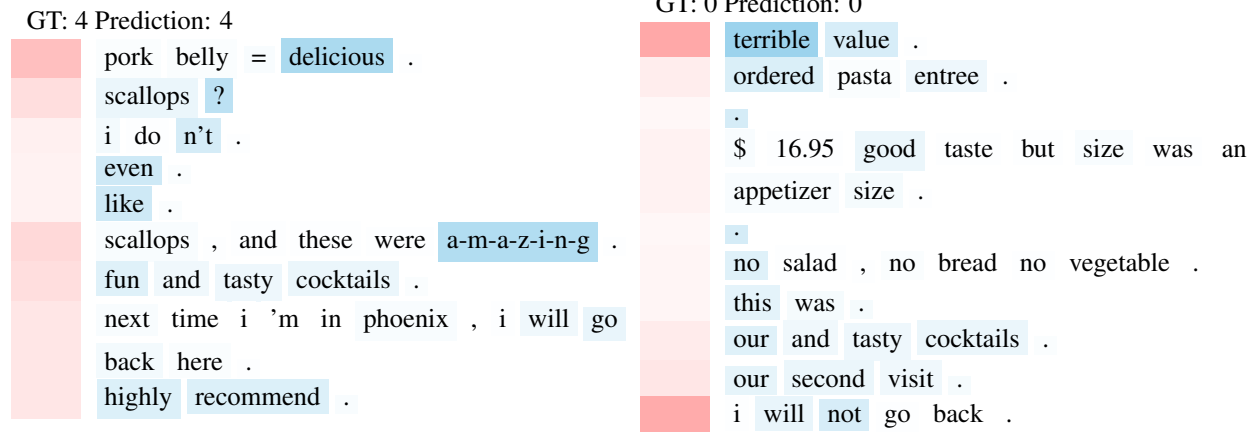 GT: 4 Prediction: 4
pork belly = delicious .
scallops ?
i do n't .
even .
like .
scallops , and these were a-m-a-z-i-n-g .
fun and tasty cocktails .
next time i 'm in phoenix , i will go
back here .
highly recommend .
GT: 0 Prediction: 0
terrible value .
ordered pasta entree .
.
$ 16.95 good taste but size was an
appetizer size .
.
no salad , no bread no vegetable .
this was .
our and tasty cocktails .
our second visit .
i will not go back .